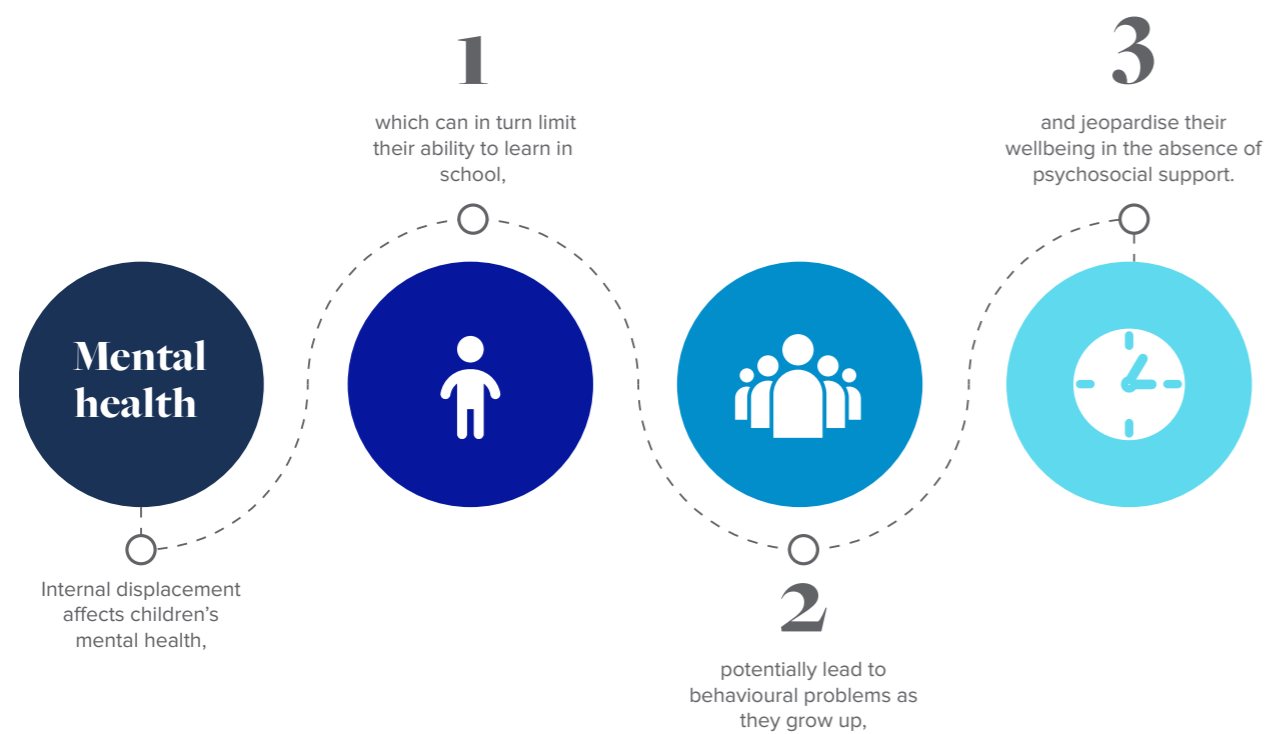 Mental
health
Internal displacement
affects children’s
mental health,
1
which can in turn limit
their ability to learn in
school,
2
potentially lead to
behavioural problems as
they grow up,
3
and jeopardise their
wellbeing in the absence of
psychosocial support.